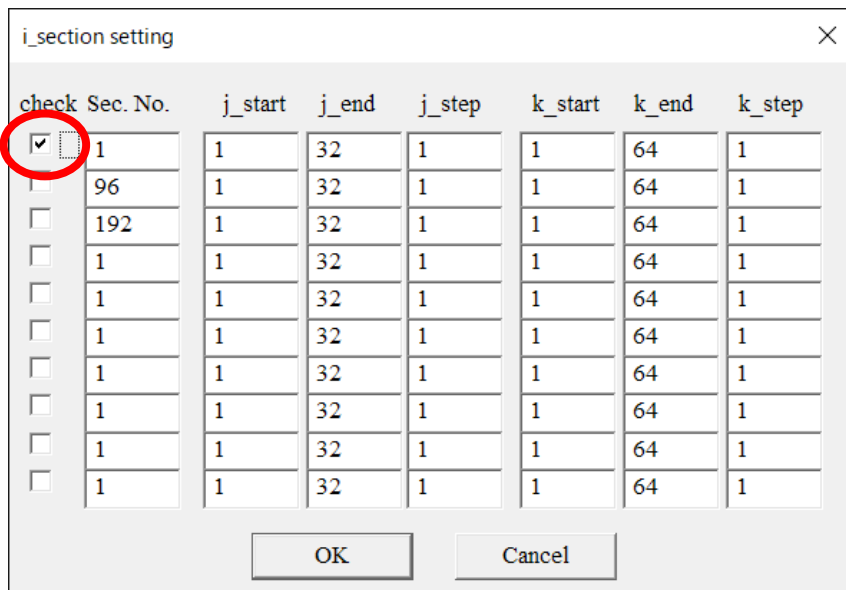 i_section setting
check Sec. No. j_start j_end j_step k_start k_end k_step
1 1 32 1 1 64 1
96 1 32 1 1 64 1
192 1 32 1 1 64 1
1 1 32 1 1 64 1
1 1 32 1 1 64 1
1 1 32 1 1 64 1
1 1 32 1 1 64 1
1 1 32 1 1 64 1
1 1 32 1 1 64 1
1 1 32 1 1 64 1
OK Cancel